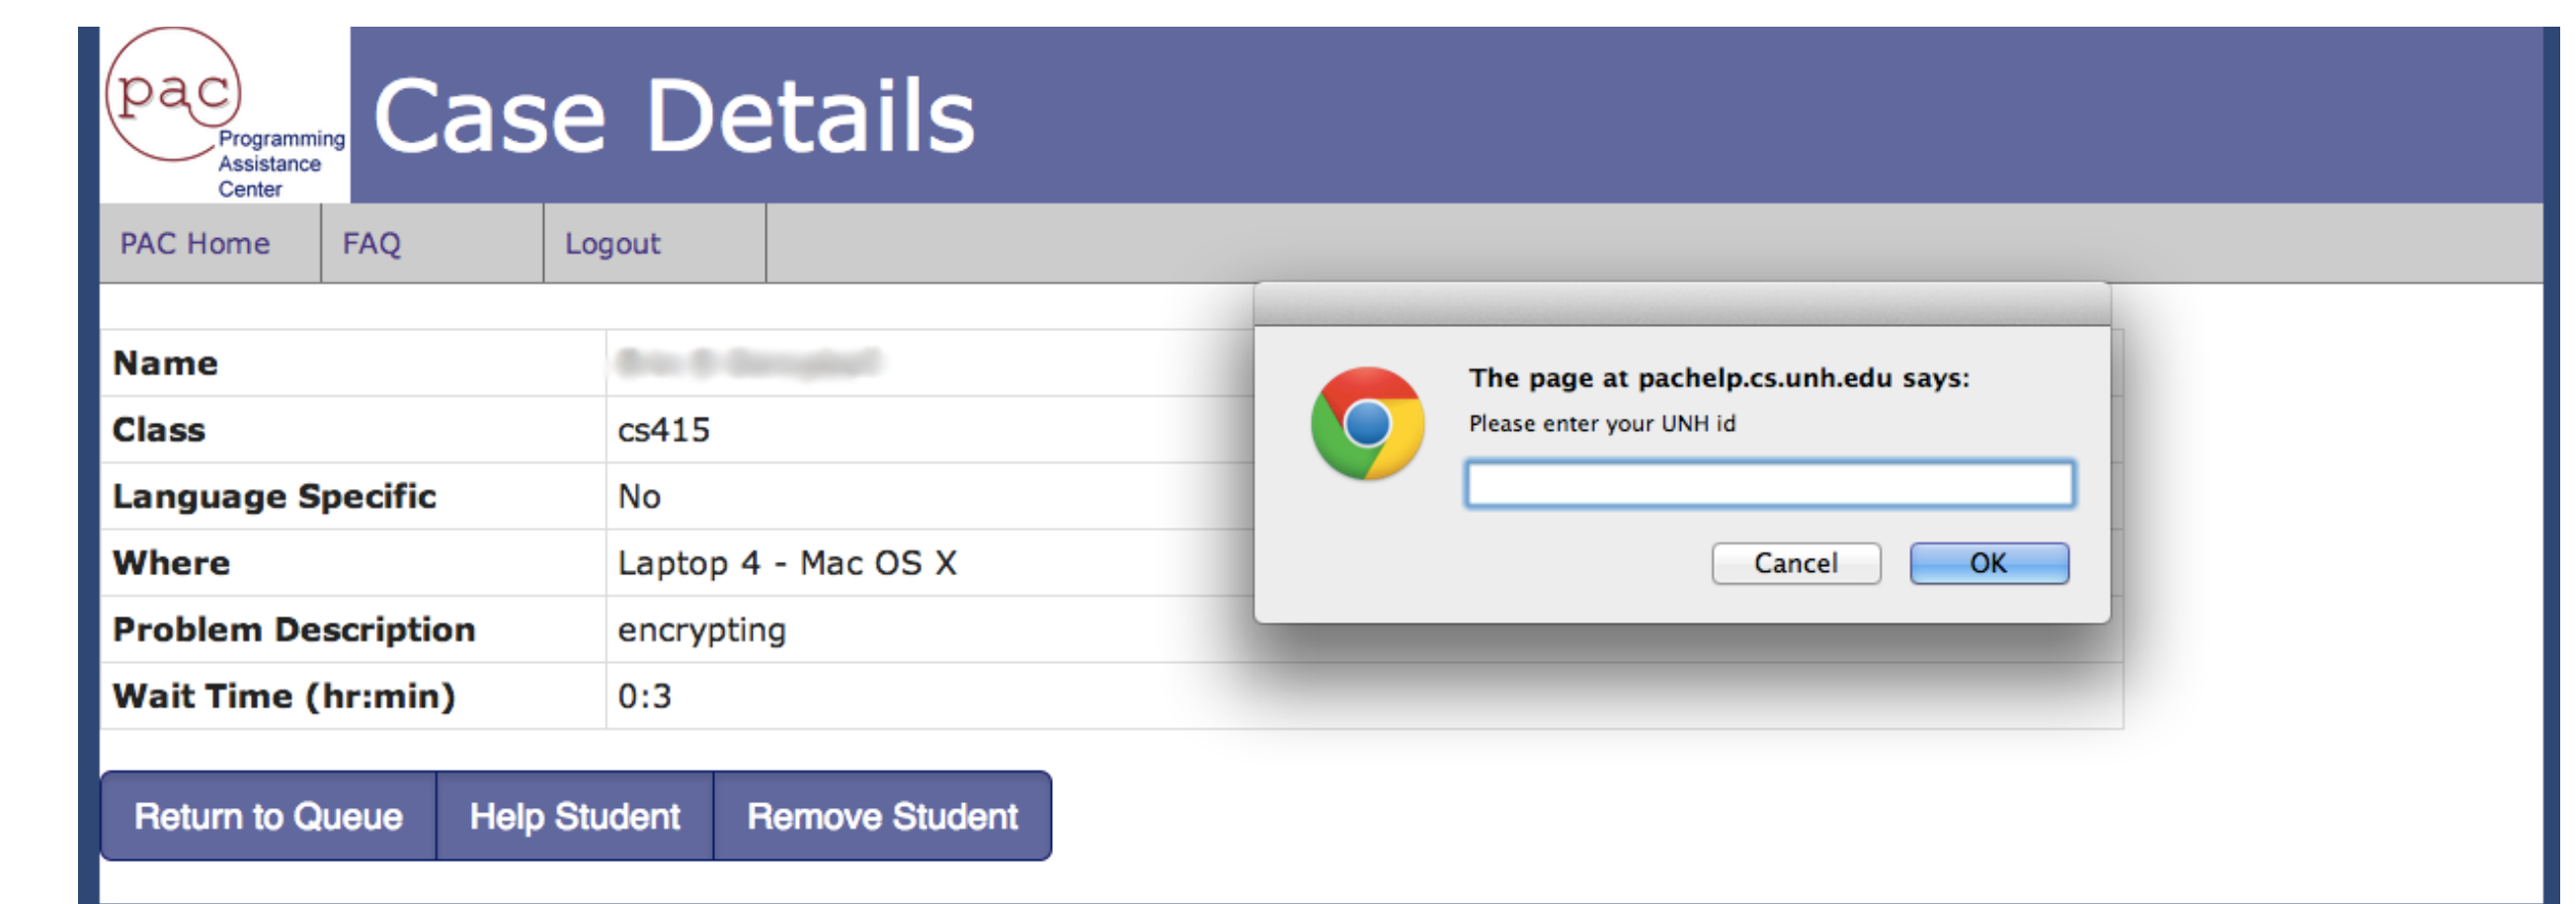 pac
Programming
Assistance
Center
Case Details
PAC Home FAQ Logout
The page at pachelp.cs.unh.edu says:
Please enter your UNH id
Cancel OK
Name
Class cs415
Language Specific No
Where Laptop 4 - Mac OS X
Problem Description encrypting
Wait Time (hr:min) 0:3
Return to Queue Help Student Remove Student